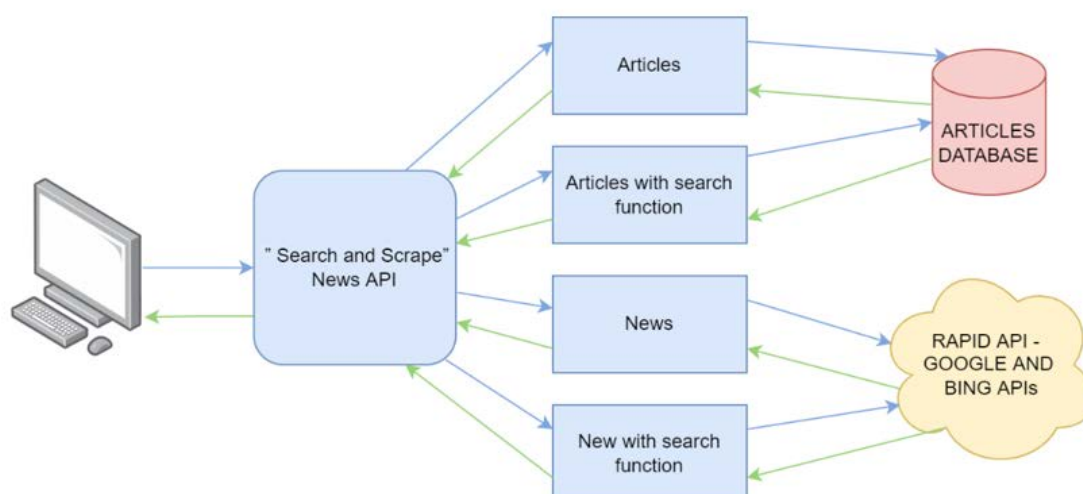 Articles
ARTICLES
DATABASE
Articles with search
function
" Search and Scrape"
News API
News
RAPID API -
GOOGLE AND
BING APIs
New with search
function